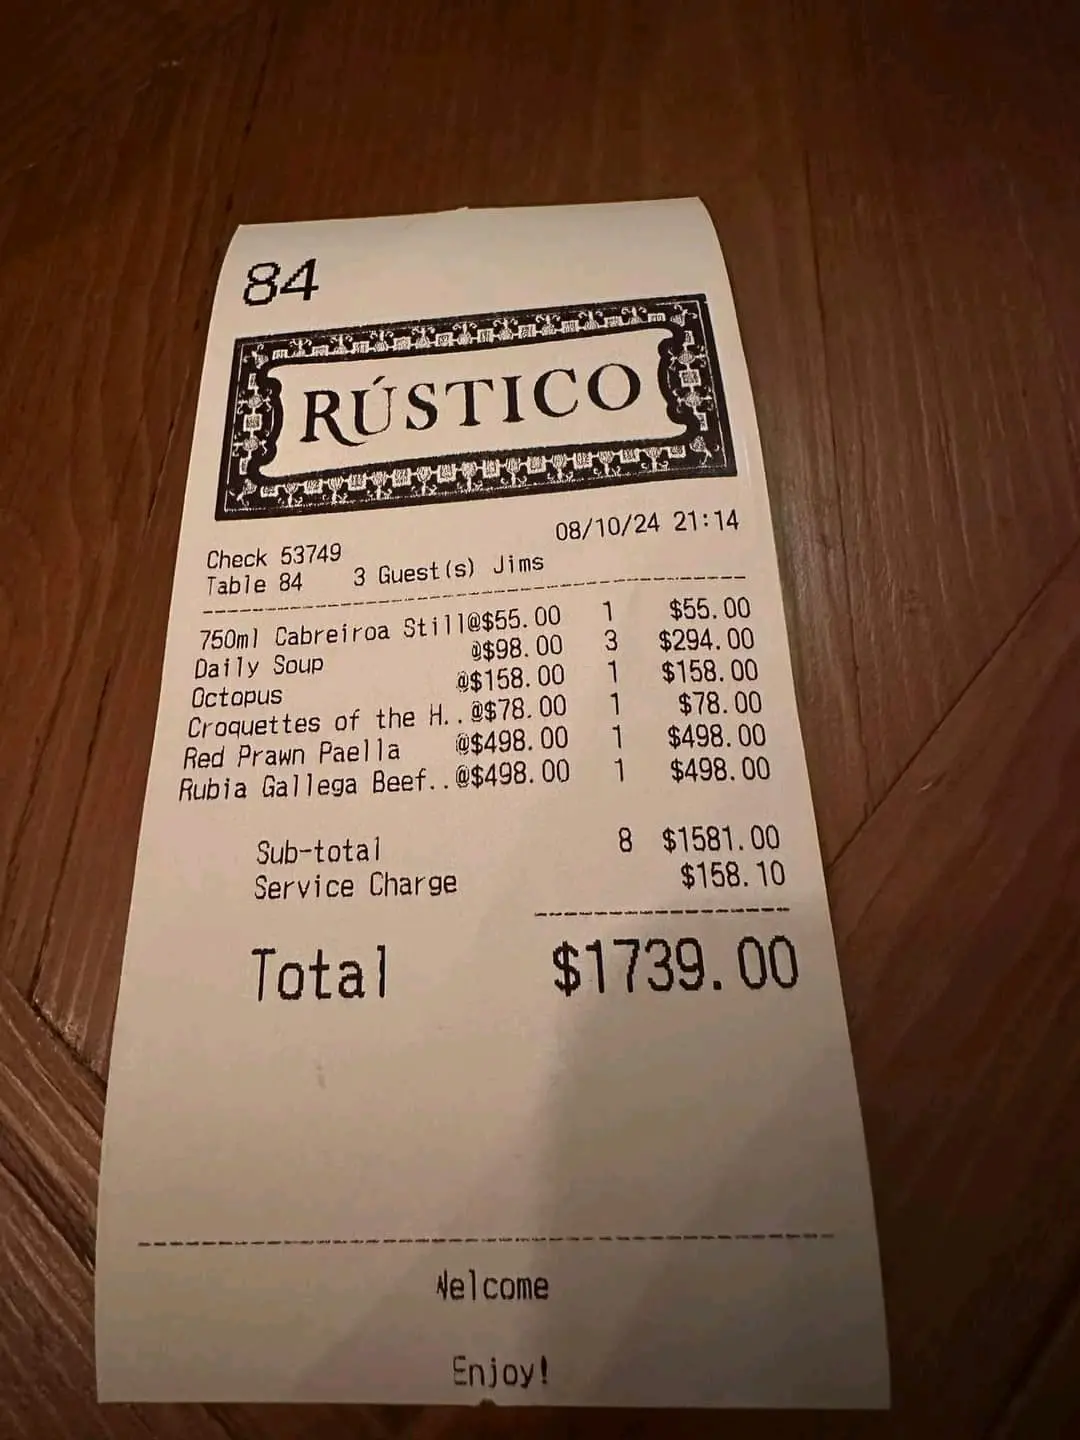 84
RÚSTICO
08/10/24 21:14
Check 53749
Table 84 3 Guest(s) Jims
750ml Cabreiroa Still@$55.00 1 $55.00
Daily Soup @$98.00 3 $294.00
Octopus @$158.00 1 $158.00
Croquettes of the H..@$78.00 1 $78.00
Red Prawn Paella @$498.00 1 $498.00
Rubia Gallega Beef..@$498.00 1 $498.00
Sub-total 8 $1581.00
Service Charge $158.10
Total $1739.00
Welcome
Enjoy!